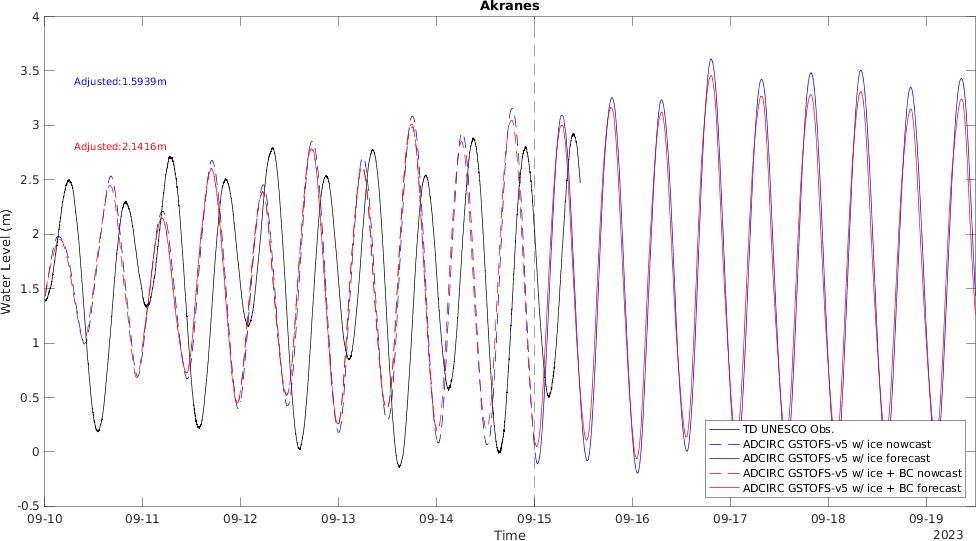 Akranes
4
3.5
3
2.5
2
1.5
1
0.5
0
-0.5
Water Level (m)
Adjusted:1.5939m
Adjusted:2.1416m
TD UNESCO Obs.
ADCIRC GSTOFS-v5 w/ ice nowcast
ADCIRC GSTOFS-v5 w/ ice forecast
ADCIRC GSTOFS-v5 w/ ice + BC nowcast
ADCIRC GSTOFS-v5 w/ ice + BC forecast
09-10 09-11 09-12 09-13 09-14 09-15 09-16 09-17 09-18 09-19
Time
2023